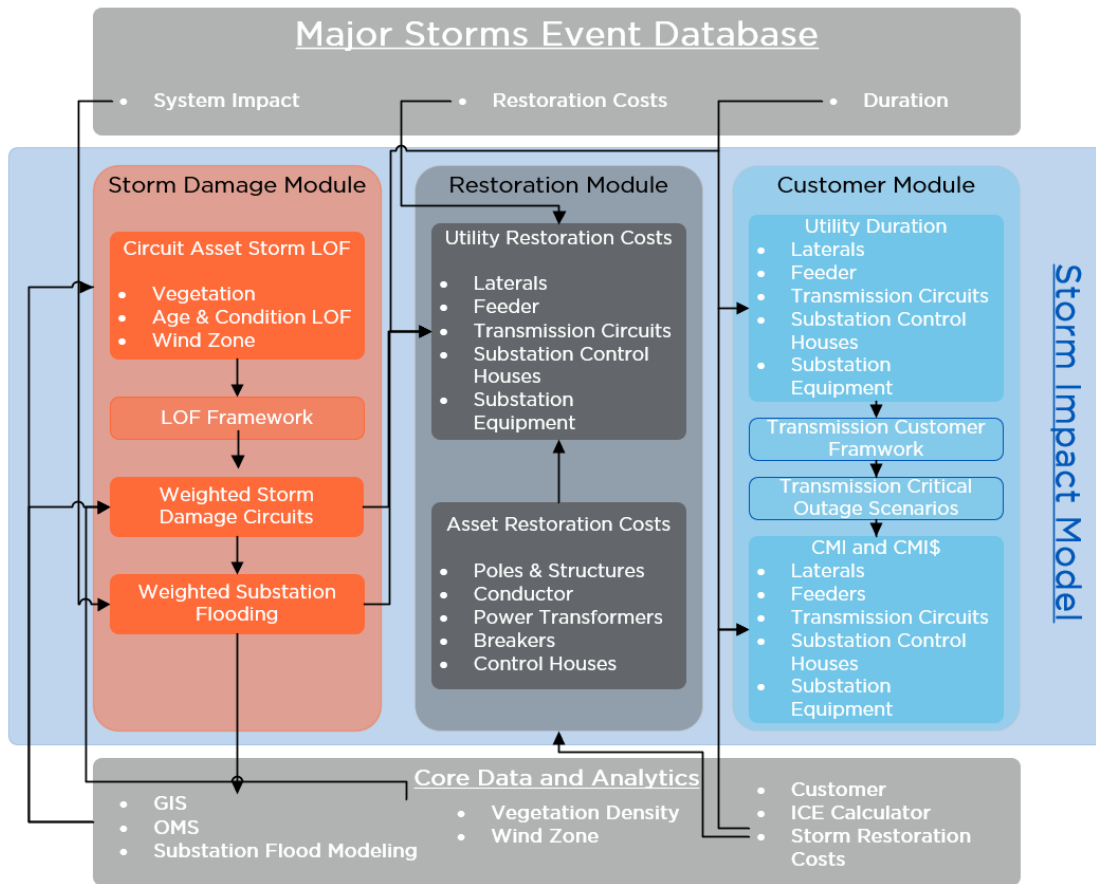 Major Storms Event Database
• System Impact
• Restoration Costs
• Duration
Storm Damage Module
Circuit Asset Storm LOF
• Vegetation
• Age & Condition LOF
• Wind Zone
LOF Framework
Weighted Storm
Damage Circuits
Weighted Substation
Flooding
Restoration Module
Utility Restoration Costs
• Laterals
• Feeder
• Transmission Circuits
• Substation Control
Houses
• Substation
Equipment
Asset Restoration Costs
• Poles & Structures
• Conductor
• Power Transformers
• Breakers
• Control Houses
Customer Module
Utility Duration
• Laterals
• Feeder
• Transmission Circuits
• Substation Control
Houses
• Substation
Equipment
Transmission Customer
Framwork
Transmission Critical
Outage Scenarios
CMI and CMI$
• Laterals
• Feeders
• Transmission Circuits
• Substation Control
Houses
• Substation
Equipment
Storm Impact Model
Core Data and Analytics
• GIS
• OMS
• Substation Flood Modeling
• Vegetation Density
• Wind Zone
• Customer
• ICE Calculator
• Storm Restoration
Costs